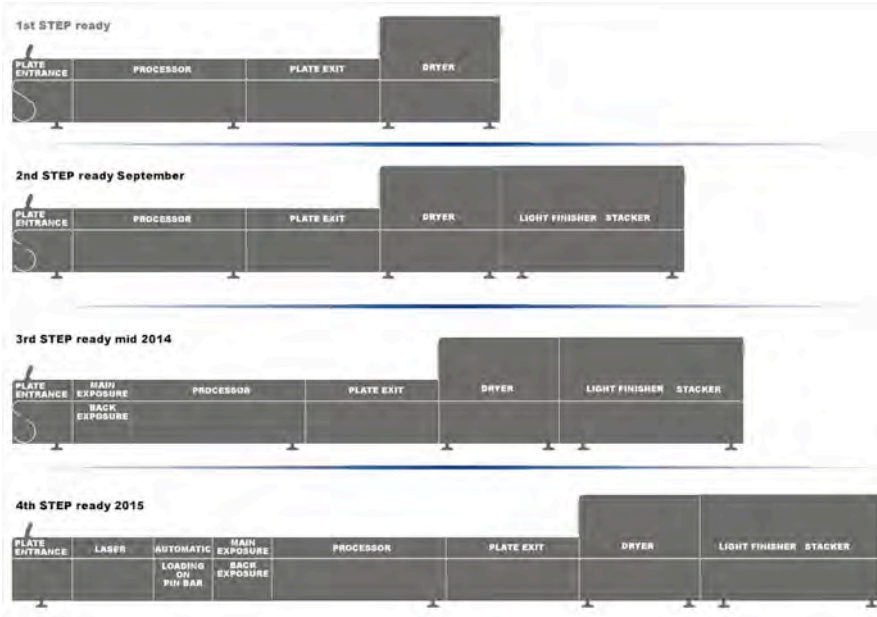 1st STEP ready
PLATE
ENTRANCE
PROCESSOR
PLATE EXIT
DRYER
2nd STEP ready September
PLATE
ENTRANCE
PROCESSOR
PLATE EXIT
DRYER
LIGHT FINISHER STACKER
3rd STEP ready mid 2014
PLATE
ENTRANCE
MAIN
EXPOSURE
BACK
EXPOSURE
PROCESSOR
PLATE EXIT
DRYER
LIGHT FINISHER STACKER
4th STEP ready 2015
PLATE
ENTRANCE
LASER
AUTOMATIC
LOADING
ON
PIN BAR
MAIN
EXPOSURE
BACK
EXPOSURE
PROCESSOR
PLATE EXIT
DRYER
LIGHT FINISHER STACKER